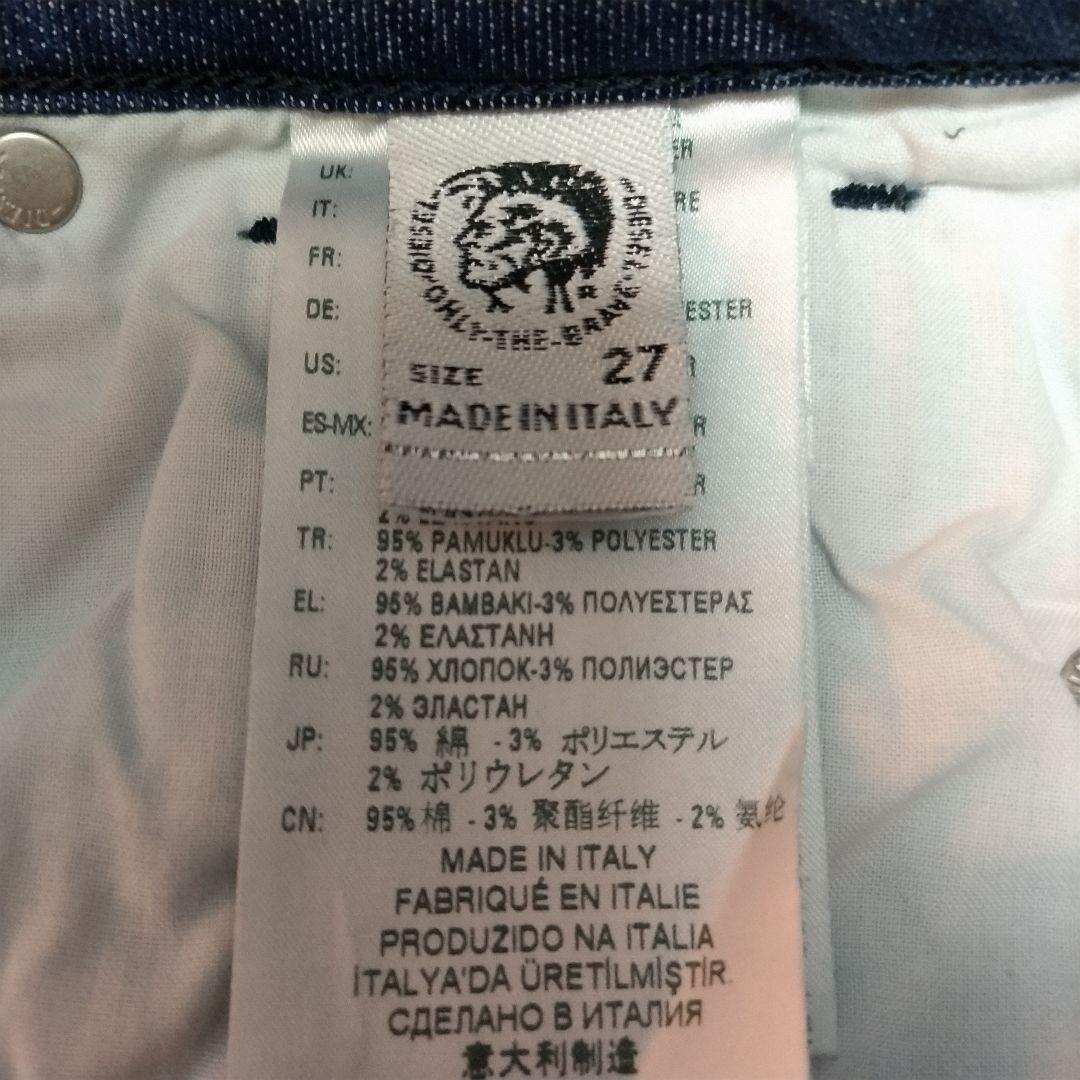 DIESEL
DIESEL
ONLY-THE-BRAVE
SIZE 27
MADE IN ITALY
UK:
IT:
FR:
DE: ESTER
US:
ES-MX:
PT:
TR: 95% PAMUKLU-3% POLYESTER
2% ELASTAN
EL: 95% BAMBAKI-3% ΠΟΛΥΕΣΤΕΡΑΣ
2% ΕΛΑΣΤΑΝΗ
RU: 95% ХЛОПОК-3% ПОЛИЭСТЕР
2% ЭЛАСТАН
JP: 95% 綿 - 3% ポリエステル
2% ポリウレタン
CN: 95% 棉 - 3% 聚酯纤维 - 2% 氨纶
MADE IN ITALY
FABRIQUÉ EN ITALIE
PRODUZIDO NA ITALIA
İTALYA'DA ÜRETİLMİŞTİR.
СДЕЛАНО В ИТАЛИЯ
意大利制造